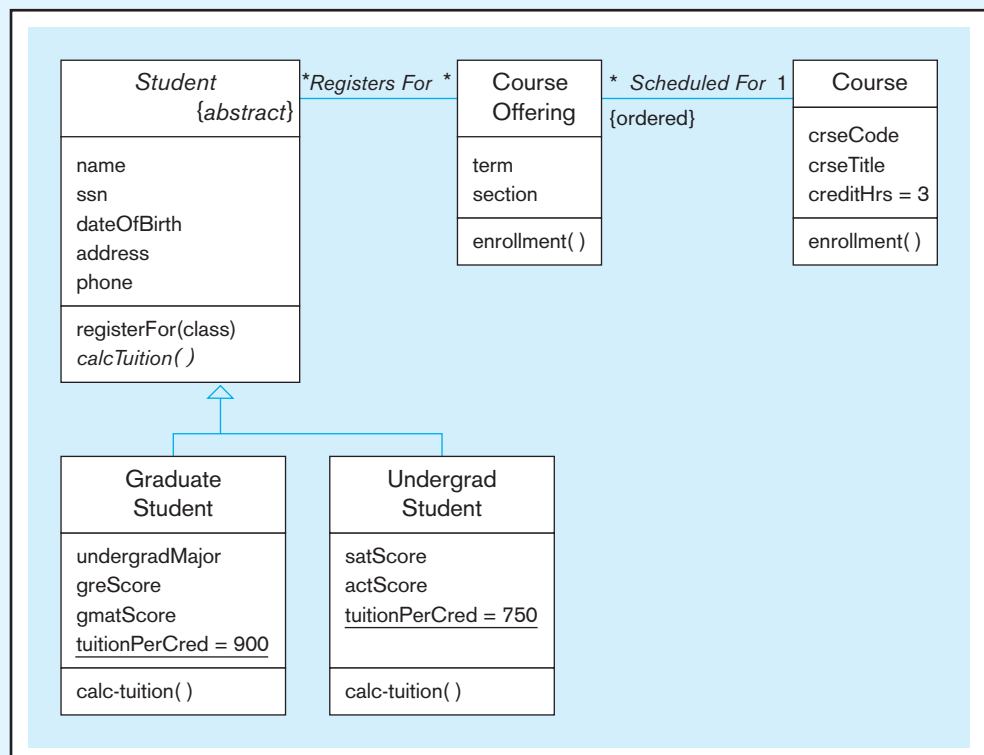 Student
{abstract}
name
ssn
dateOfBirth
address
phone
registerFor(class)
calcTuition( )
*Registers For *
Course
Offering
term
section
enrollment( )
* Scheduled For 1
{ordered}
Course
crseCode
crseTitle
creditHrs = 3
enrollment( )
Graduate
Student
undergradMajor
greScore
gmatScore
tuitionPerCred = 900
calc-tuition( )
Undergrad
Student
satScore
actScore
tuitionPerCred = 750
calc-tuition( )